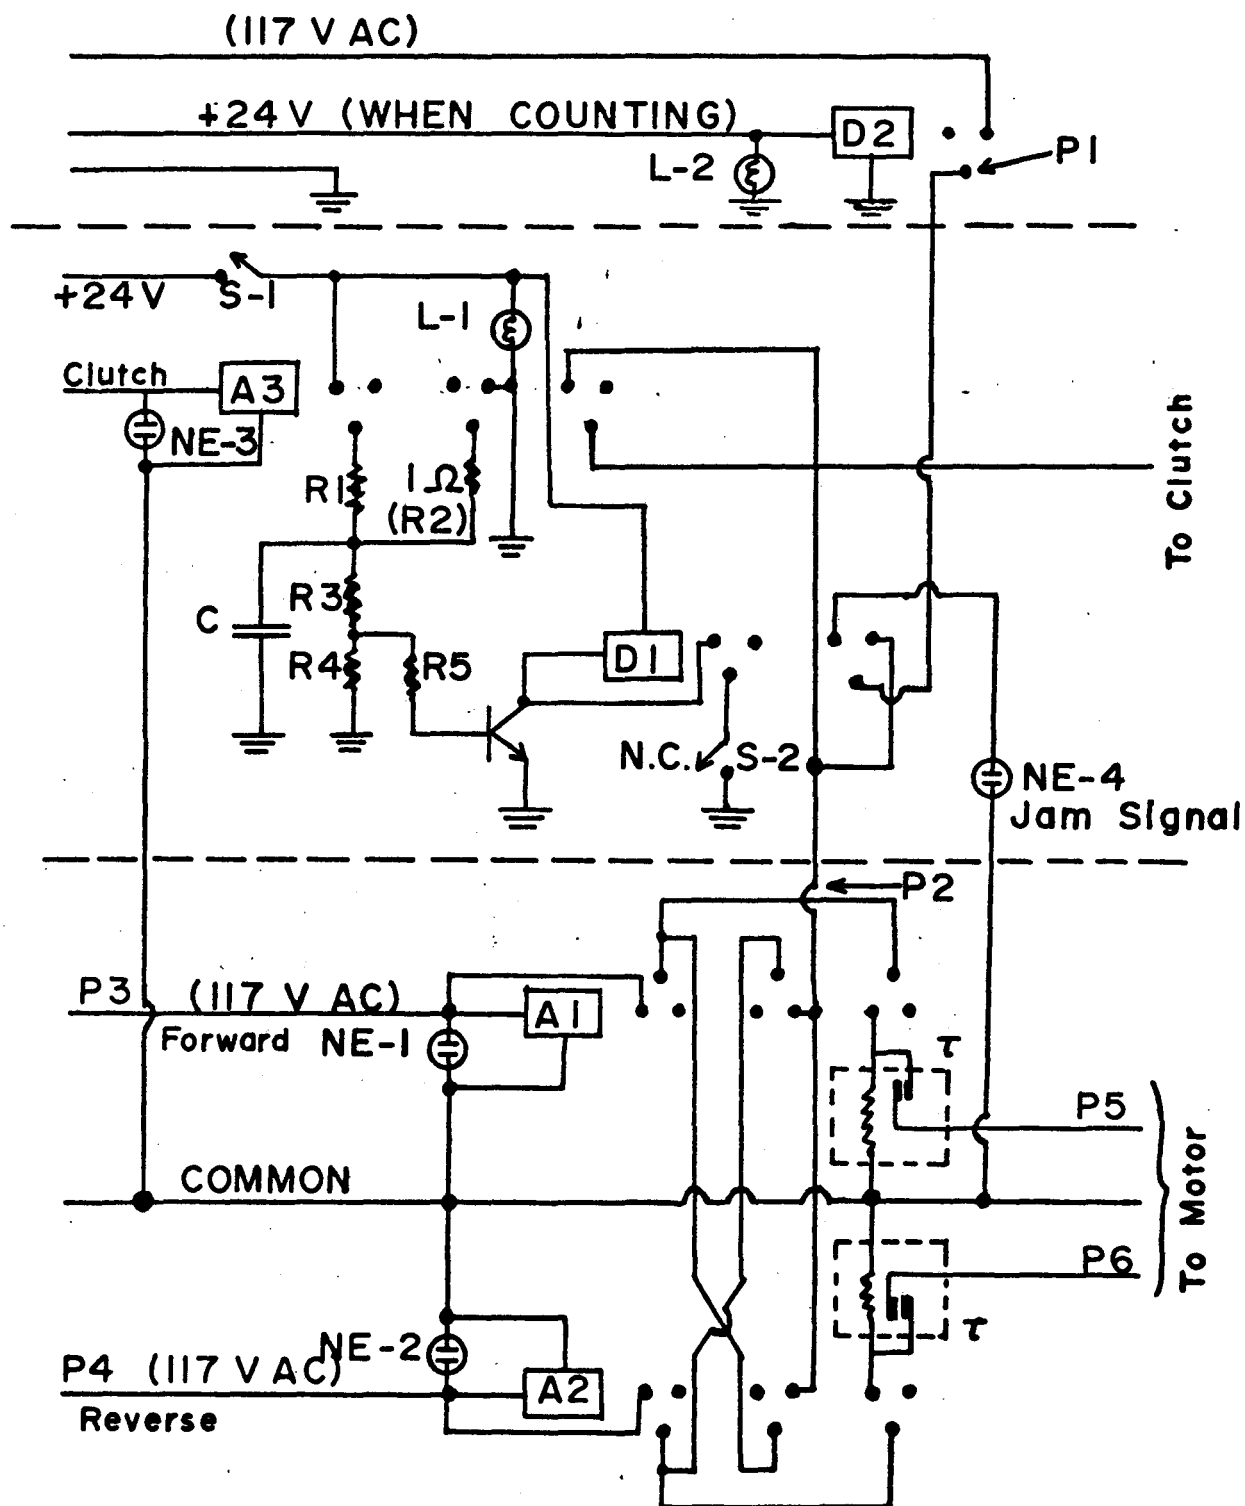 (117 V AC)
+24 V (WHEN COUNTING)
D2
P1
L-2
+24V
S-1
L-1
Clutch
A3
NE-3
R1
1 Ω
(R2)
To Clutch
C
R3
R4
R5
D1
N.C.
S-2
NE-4
Jam Signal
P2
P3 (117 V AC)
A1
Forward NE-1
τ
P5
COMMON
To Motor
P6
NE-2
τ
P4 (117 V AC)
A2
Reverse